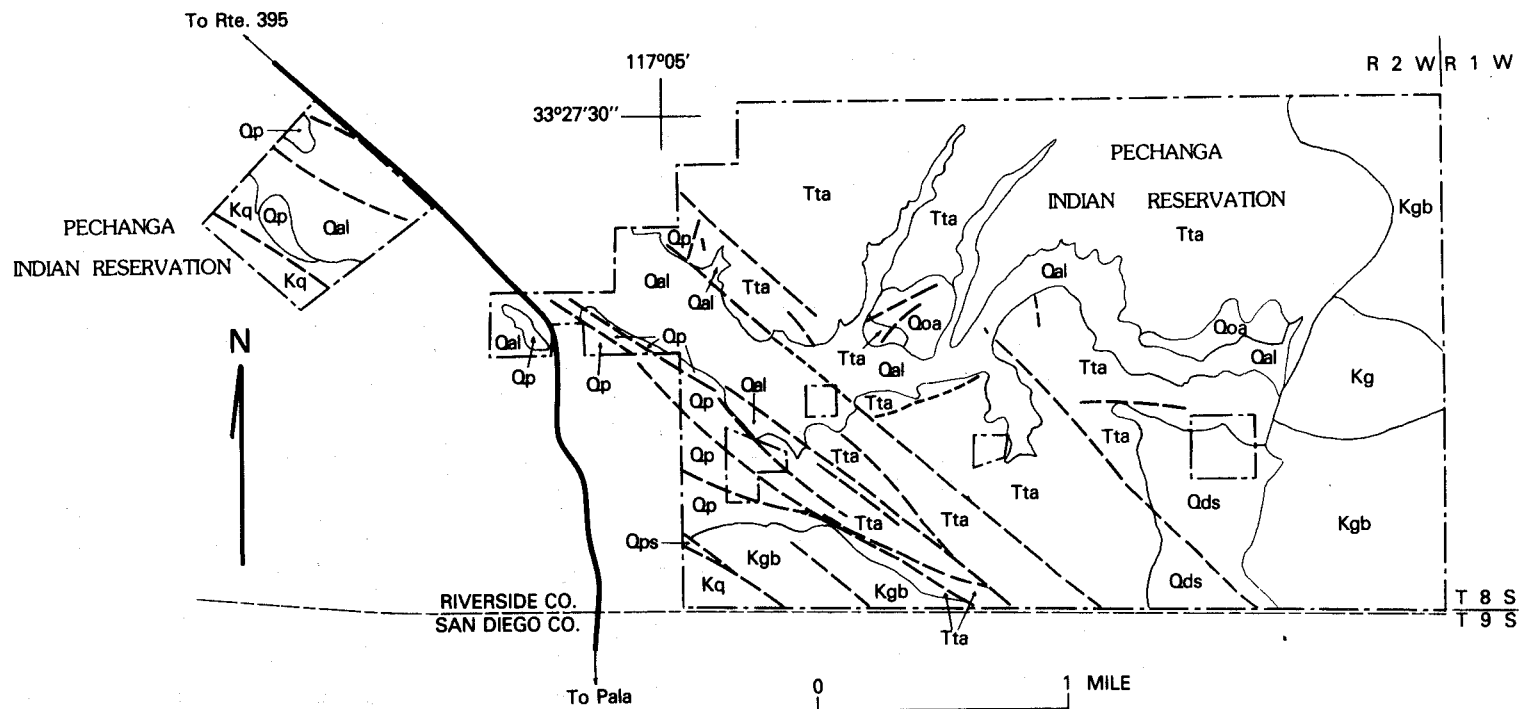 To Rte. 395
117°05'
R 2 W R 1 W
33°27'30"
Qp
PECHANGA
INDIAN RESERVATION
Tta
Kgb
Tta
Tta
Kq
Qp
Qal
PECHANGA
INDIAN RESERVATION
Kq
Qp
Qal
Qal
Tta
Qal
Qoa
Qoa
Qal
Tta
Qal
Qp
Qp
Qp
Qal
Tta
Kg
N
Qp
Qal
Tta
Qp
Tta
Tta
Qp
Tta
Qds
Qp
Tta
Tta
Kgb
Qps
Kgb
Kq
Kgb
Qds
RIVERSIDE CO.
SAN DIEGO CO.
T 8 S
T 9 S
Tta
To Pala
0
1 MILE